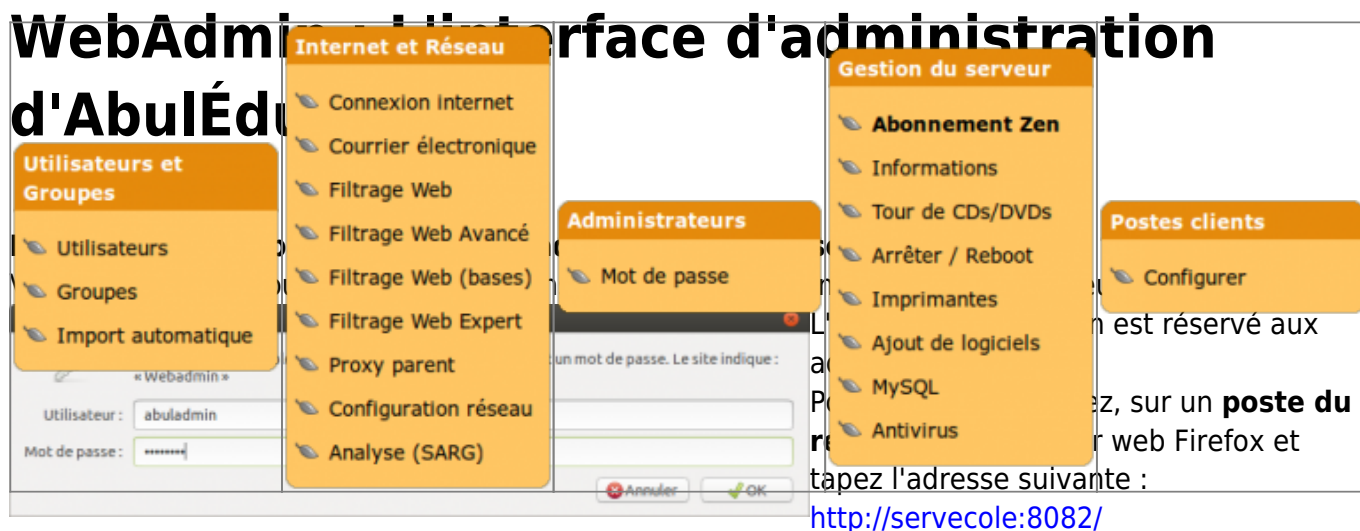 WebAdm rface d'administration
d'AbulÉd
Utilisateurs et
Groupes
Utilisateurs
Groupes
Import automatique
Internet et Réseau
Connexion internet
Courrier électronique
Filtrage Web
Filtrage Web Avancé
Filtrage Web (bases)
Filtrage Web Expert
Proxy parent
Configuration réseau
Analyse (SARG)
Administrateurs
Mot de passe
Gestion du serveur
Abonnement Zen
Informations
Tour de CDs/DVDs
Arrêter / Reboot
Imprimantes
Ajout de logiciels
MySQL
Antivirus
Postes clients
Configurer
un mot de passe. Le site indique :
« Webadmin »
Utilisateur : abuladmin
Mot de passe : ••••••••
Annuler OK
est réservé aux
sur un poste du
web Firefox et
tapez l'adresse suivante :
http://servecole:8082/